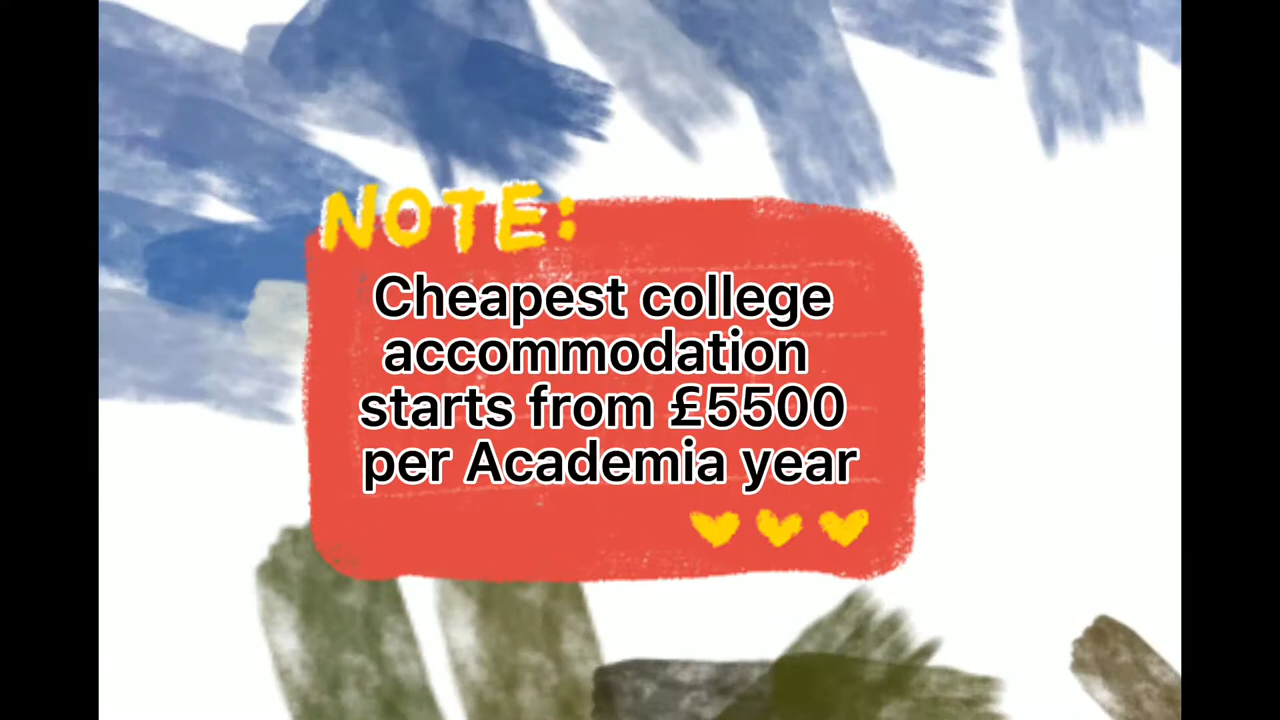 NOTE:
Cheapest college
accommodation
starts from £5500
per Academia year